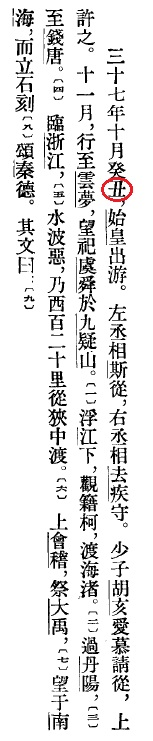 三十七年十月癸丑，始皇出游。左丞相斯從，右丞相去疾守。少子胡亥愛慕請從，上
許之。十一月，行至雲夢，望祀虞舜於九疑山。〔一〕浮江下，觀籍柯，渡海渚。〔二〕過丹陽，〔三〕
至錢唐。〔四〕臨浙江，〔五〕水波惡，乃西百二十里從狹中渡。〔六〕上會稽，祭大禹，〔七〕望于南
海，而立石刻〔八〕頌秦德。其文曰：〔九〕